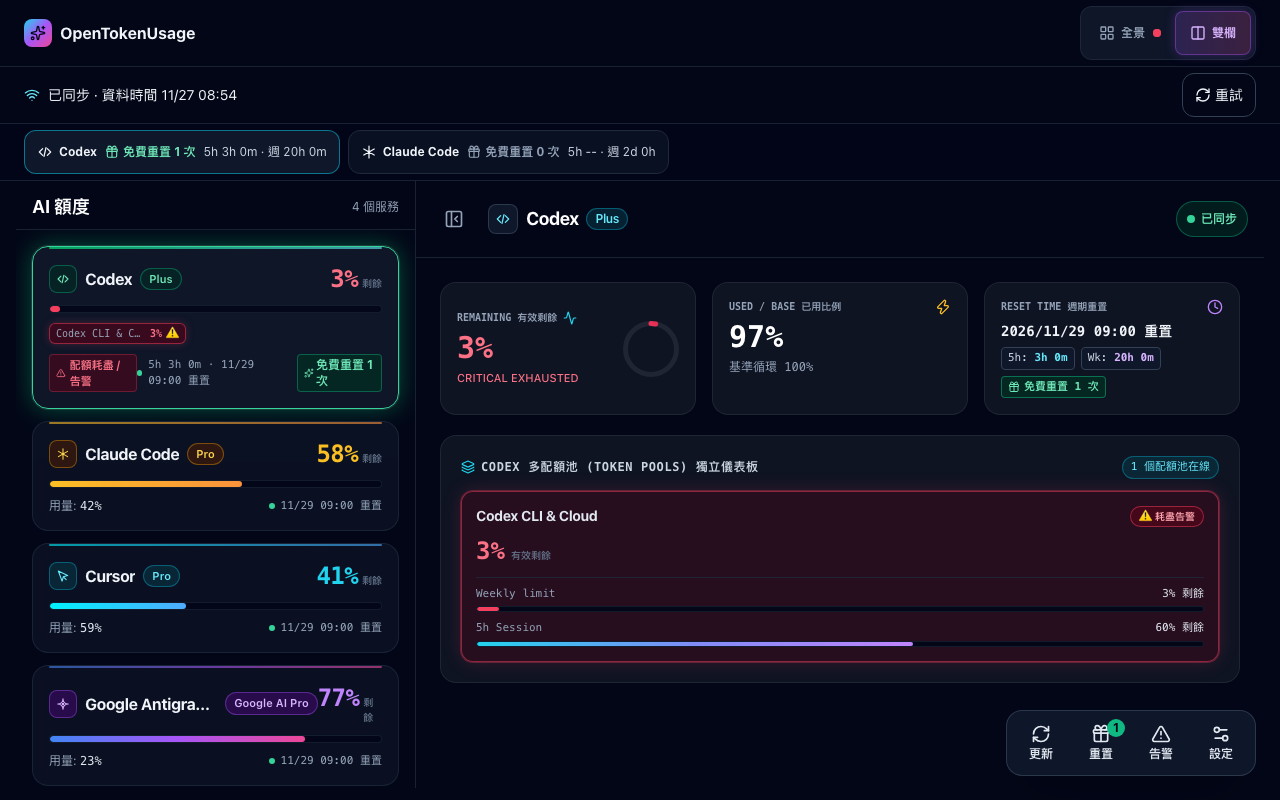 OpenTokenUsage
全景
雙欄
已同步 · 資料時間 11/27 08:54
重試
Codex 免費重置 1 次 5h 3h 0m · 週 20h 0m
Claude Code 免費重置 0 次 5h -- · 週 2d 0h
AI 額度
4 個服務
Codex Plus 3% 剩餘
Codex CLI & C… 3% ⚠️
配額耗盡 /
告警
5h 3h 0m · 11/29
09:00 重置
免費重置 1
次
Claude Code Pro 58% 剩餘
用量: 42% 11/29 09:00 重置
Cursor Pro 41% 剩餘
用量: 59% 11/29 09:00 重置
Google Antigra… Google AI Pro 77% 剩
餘
用量: 23% 11/29 09:00 重置
Codex Plus
已同步
REMAINING 有效剩餘
3%
CRITICAL EXHAUSTED
USED / BASE 已用比例
97%
基準循環 100%
RESET TIME 週期重置
2026/11/29 09:00 重置
5h: 3h 0m Wk: 20h 0m
免費重置 1 次
CODEX 多配額池 (TOKEN POOLS) 獨立儀表板
1 個配額池在線
Codex CLI & Cloud
⚠️ 耗盡告警
3% 有效剩餘
Weekly limit 3% 剩餘
5h Session 60% 剩餘
更新
重置 1
告警
設定